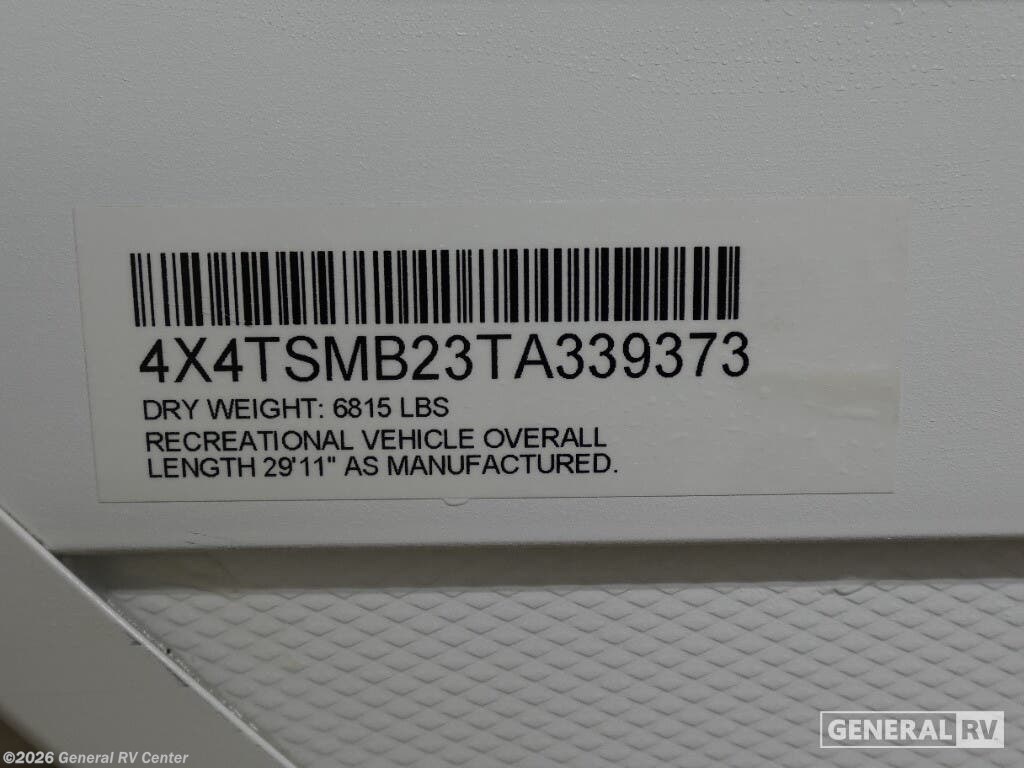 4X4TSMB23TA339373
DRY WEIGHT: 6815 LBS
RECREATIONAL VEHICLE OVERALL
LENGTH 29'11" AS MANUFACTURED.
GENERAL RV
©2026 General RV Center